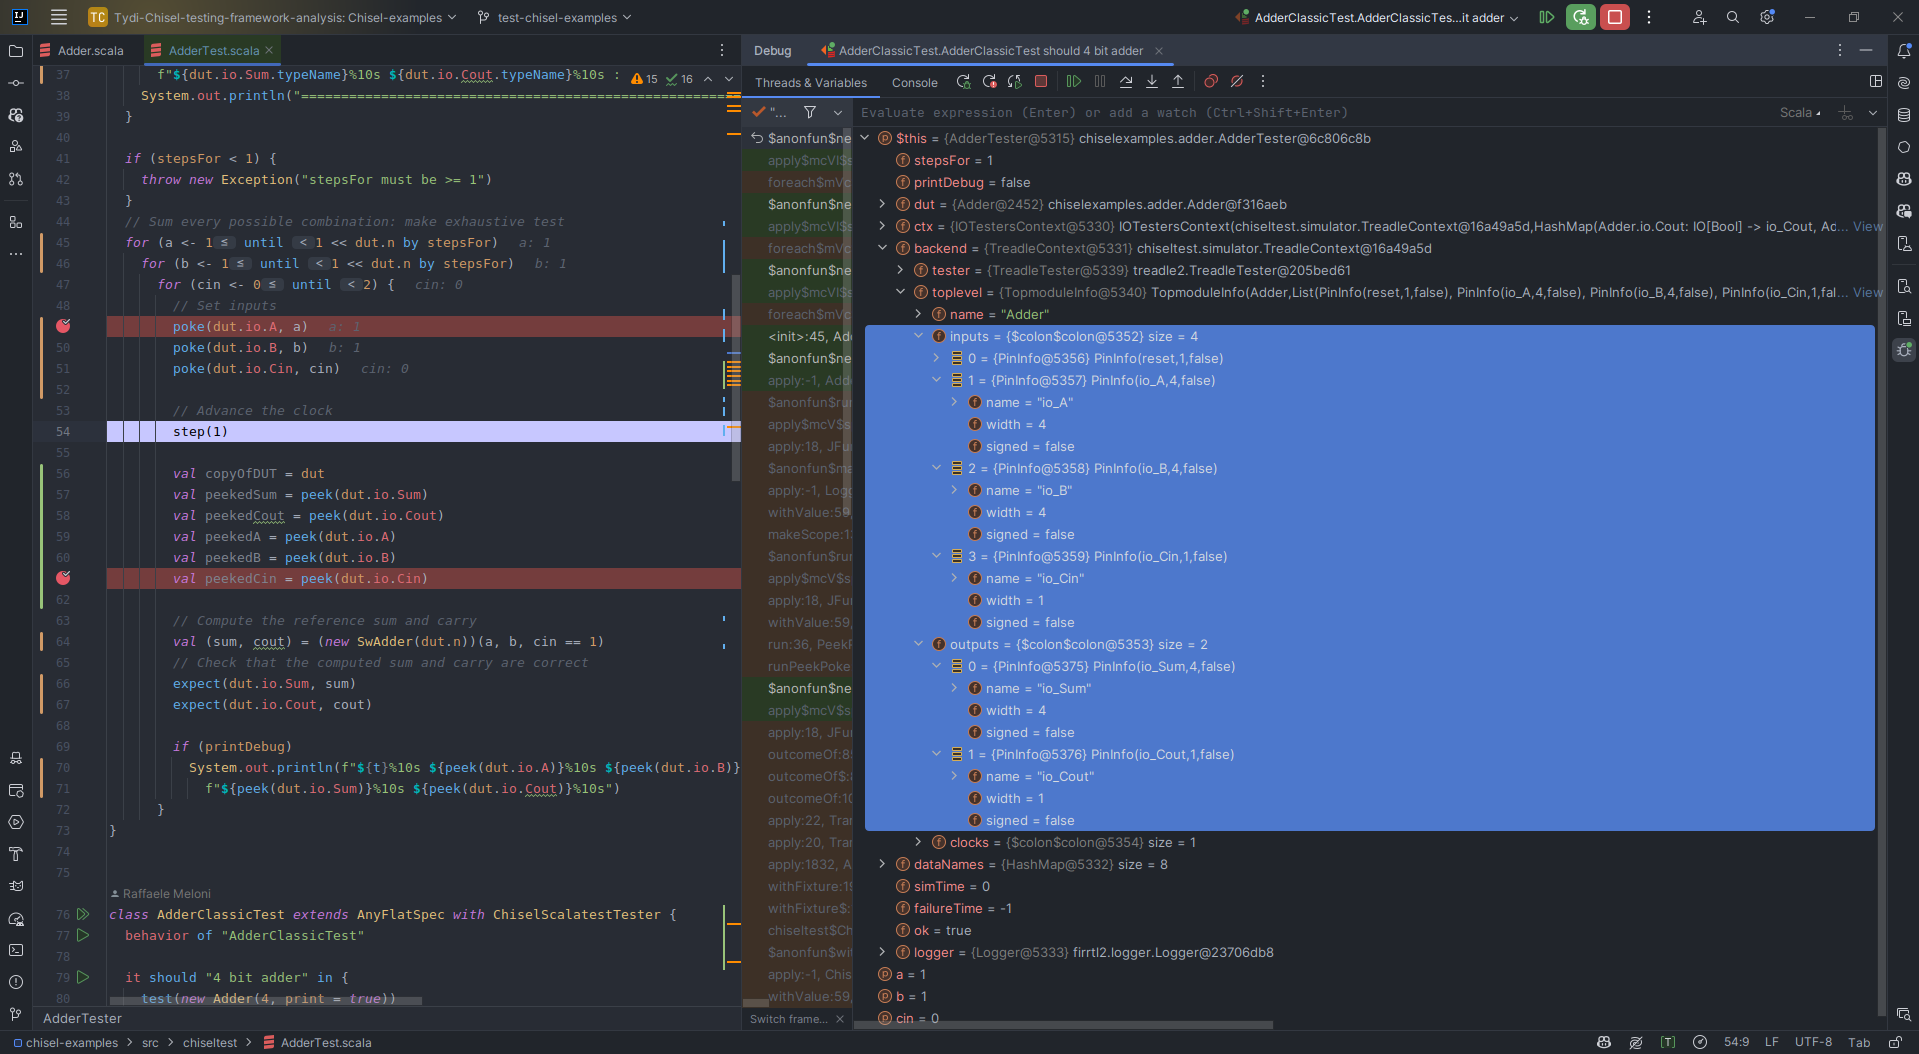 TC Tydi-Chisel-testing-framework-analysis: Chisel-examples test-chisel-examples AdderClassicTest.AdderClassicTes...it adder
Adder.scala AdderTest.scala
37 f"${dut.io.Sum.typeName}%10s ${dut.io.Cout.typeName}%10s : 15 16
38 System.out.println("=======================================================
39 }
40
41 if (stepsFor < 1) {
42 throw new Exception("stepsFor must be >= 1")
43 }
44 // Sum every possible combination: make exhaustive test
45 for (a <- 1 ≤ until < 1 << dut.n by stepsFor) a: 1
46 for (b <- 1 ≤ until < 1 << dut.n by stepsFor) b: 1
47 for (cin <- 0 ≤ until < 2) { cin: 0
48 // Set inputs
poke(dut.io.A, a) a: 1
50 poke(dut.io.B, b) b: 1
51 poke(dut.io.Cin, cin) cin: 0
52
53 // Advance the clock
54 step(1)
55
56 val copyOfDUT = dut
57 val peekedSum = peek(dut.io.Sum)
58 val peekedCout = peek(dut.io.Cout)
59 val peekedA = peek(dut.io.A)
60 val peekedB = peek(dut.io.B)
val peekedCin = peek(dut.io.Cin)
62
63 // Compute the reference sum and carry
64 val (sum, cout) = (new SwAdder(dut.n))(a, b, cin == 1)
65 // Check that the computed sum and carry are correct
66 expect(dut.io.Sum, sum)
67 expect(dut.io.Cout, cout)
68
69 if (printDebug)
70 System.out.println(f"${t}%10s ${peek(dut.io.A)}%10s ${peek(dut.io.B)}
71 f"${peek(dut.io.Sum)}%10s ${peek(dut.io.Cout)}%10s")
72 }
73 }
74
75
Raffaele Meloni
76 class AdderClassicTest extends AnyFlatSpec with ChiselScalatestTester {
77 behavior of "AdderClassicTest"
78
79 it should "4 bit adder" in {
80 test(new Adder(4, print = true))
AdderTester
Debug AdderClassicTest.AdderClassicTest should 4 bit adder
Threads & Variables Console
"...
$anonfun$ne
apply$mcVI$s
foreach$mVc
$anonfun$ne
apply$mcVI$s
foreach$mVc
$anonfun$ne
apply$mcVI$s
foreach$mVc
<init>:45, Add
$anonfun$ne
apply:-1, Adde
$anonfun$ru
apply$mcV$s
apply:18, JFu
$anonfun$ma
apply:-1, Log
withValue:59,
makeScope:1
$anonfun$ru
apply$mcV$s
apply:18, JFu
withValue:59,
run:36, PeekP
runPeekPoke
$anonfun$ne
apply$mcV$s
apply:18, JFu
outcomeOf:8
outcomeOf$:
outcomeOf:10
apply:22, Tran
apply:20, Tran
apply:1832, A
withFixture:19
withFixture$:
chiseltest$Ch
$anonfun$wit
apply:-1, Chis
withValue:59,
Switch frame...
Evaluate expression (Enter) or add a watch (Ctrl+Shift+Enter) Scala
$this = {AdderTester@5315} chiselexamples.adder.AdderTester@6c806c8b
stepsFor = 1
printDebug = false
dut = {Adder@2452} chiselexamples.adder.Adder@f316aeb
ctx = {IOTestersContext@5330} IOTestersContext(chiseltest.simulator.TreadleContext@16a49a5d,HashMap(Adder.io.Cout: IO[Bool] -> io_Cout, Ad... View
backend = {TreadleContext@5331} chiseltest.simulator.TreadleContext@16a49a5d
tester = {TreadleTester@5339} treadle2.TreadleTester@205bed61
toplevel = {TopmoduleInfo@5340} TopmoduleInfo(Adder,List(PinInfo(reset,1,false), PinInfo(io_A,4,false), PinInfo(io_B,4,false), PinInfo(io_Cin,1,fal... View
name = "Adder"
inputs = {$colon$colon@5352} size = 4
0 = {PinInfo@5356} PinInfo(reset,1,false)
1 = {PinInfo@5357} PinInfo(io_A,4,false)
name = "io_A"
width = 4
signed = false
2 = {PinInfo@5358} PinInfo(io_B,4,false)
name = "io_B"
width = 4
signed = false
3 = {PinInfo@5359} PinInfo(io_Cin,1,false)
name = "io_Cin"
width = 1
signed = false
outputs = {$colon$colon@5353} size = 2
0 = {PinInfo@5375} PinInfo(io_Sum,4,false)
name = "io_Sum"
width = 4
signed = false
1 = {PinInfo@5376} PinInfo(io_Cout,1,false)
name = "io_Cout"
width = 1
signed = false
clocks = {$colon$colon@5354} size = 1
dataNames = {HashMap@5332} size = 8
simTime = 0
failureTime = -1
ok = true
logger = {Logger@5333} firrtl2.logger.Logger@23706db8
a = 1
b = 1
cin = 0
chisel-examples > src > chiseltest > AdderTest.scala 54:9 LF UTF-8 Tab